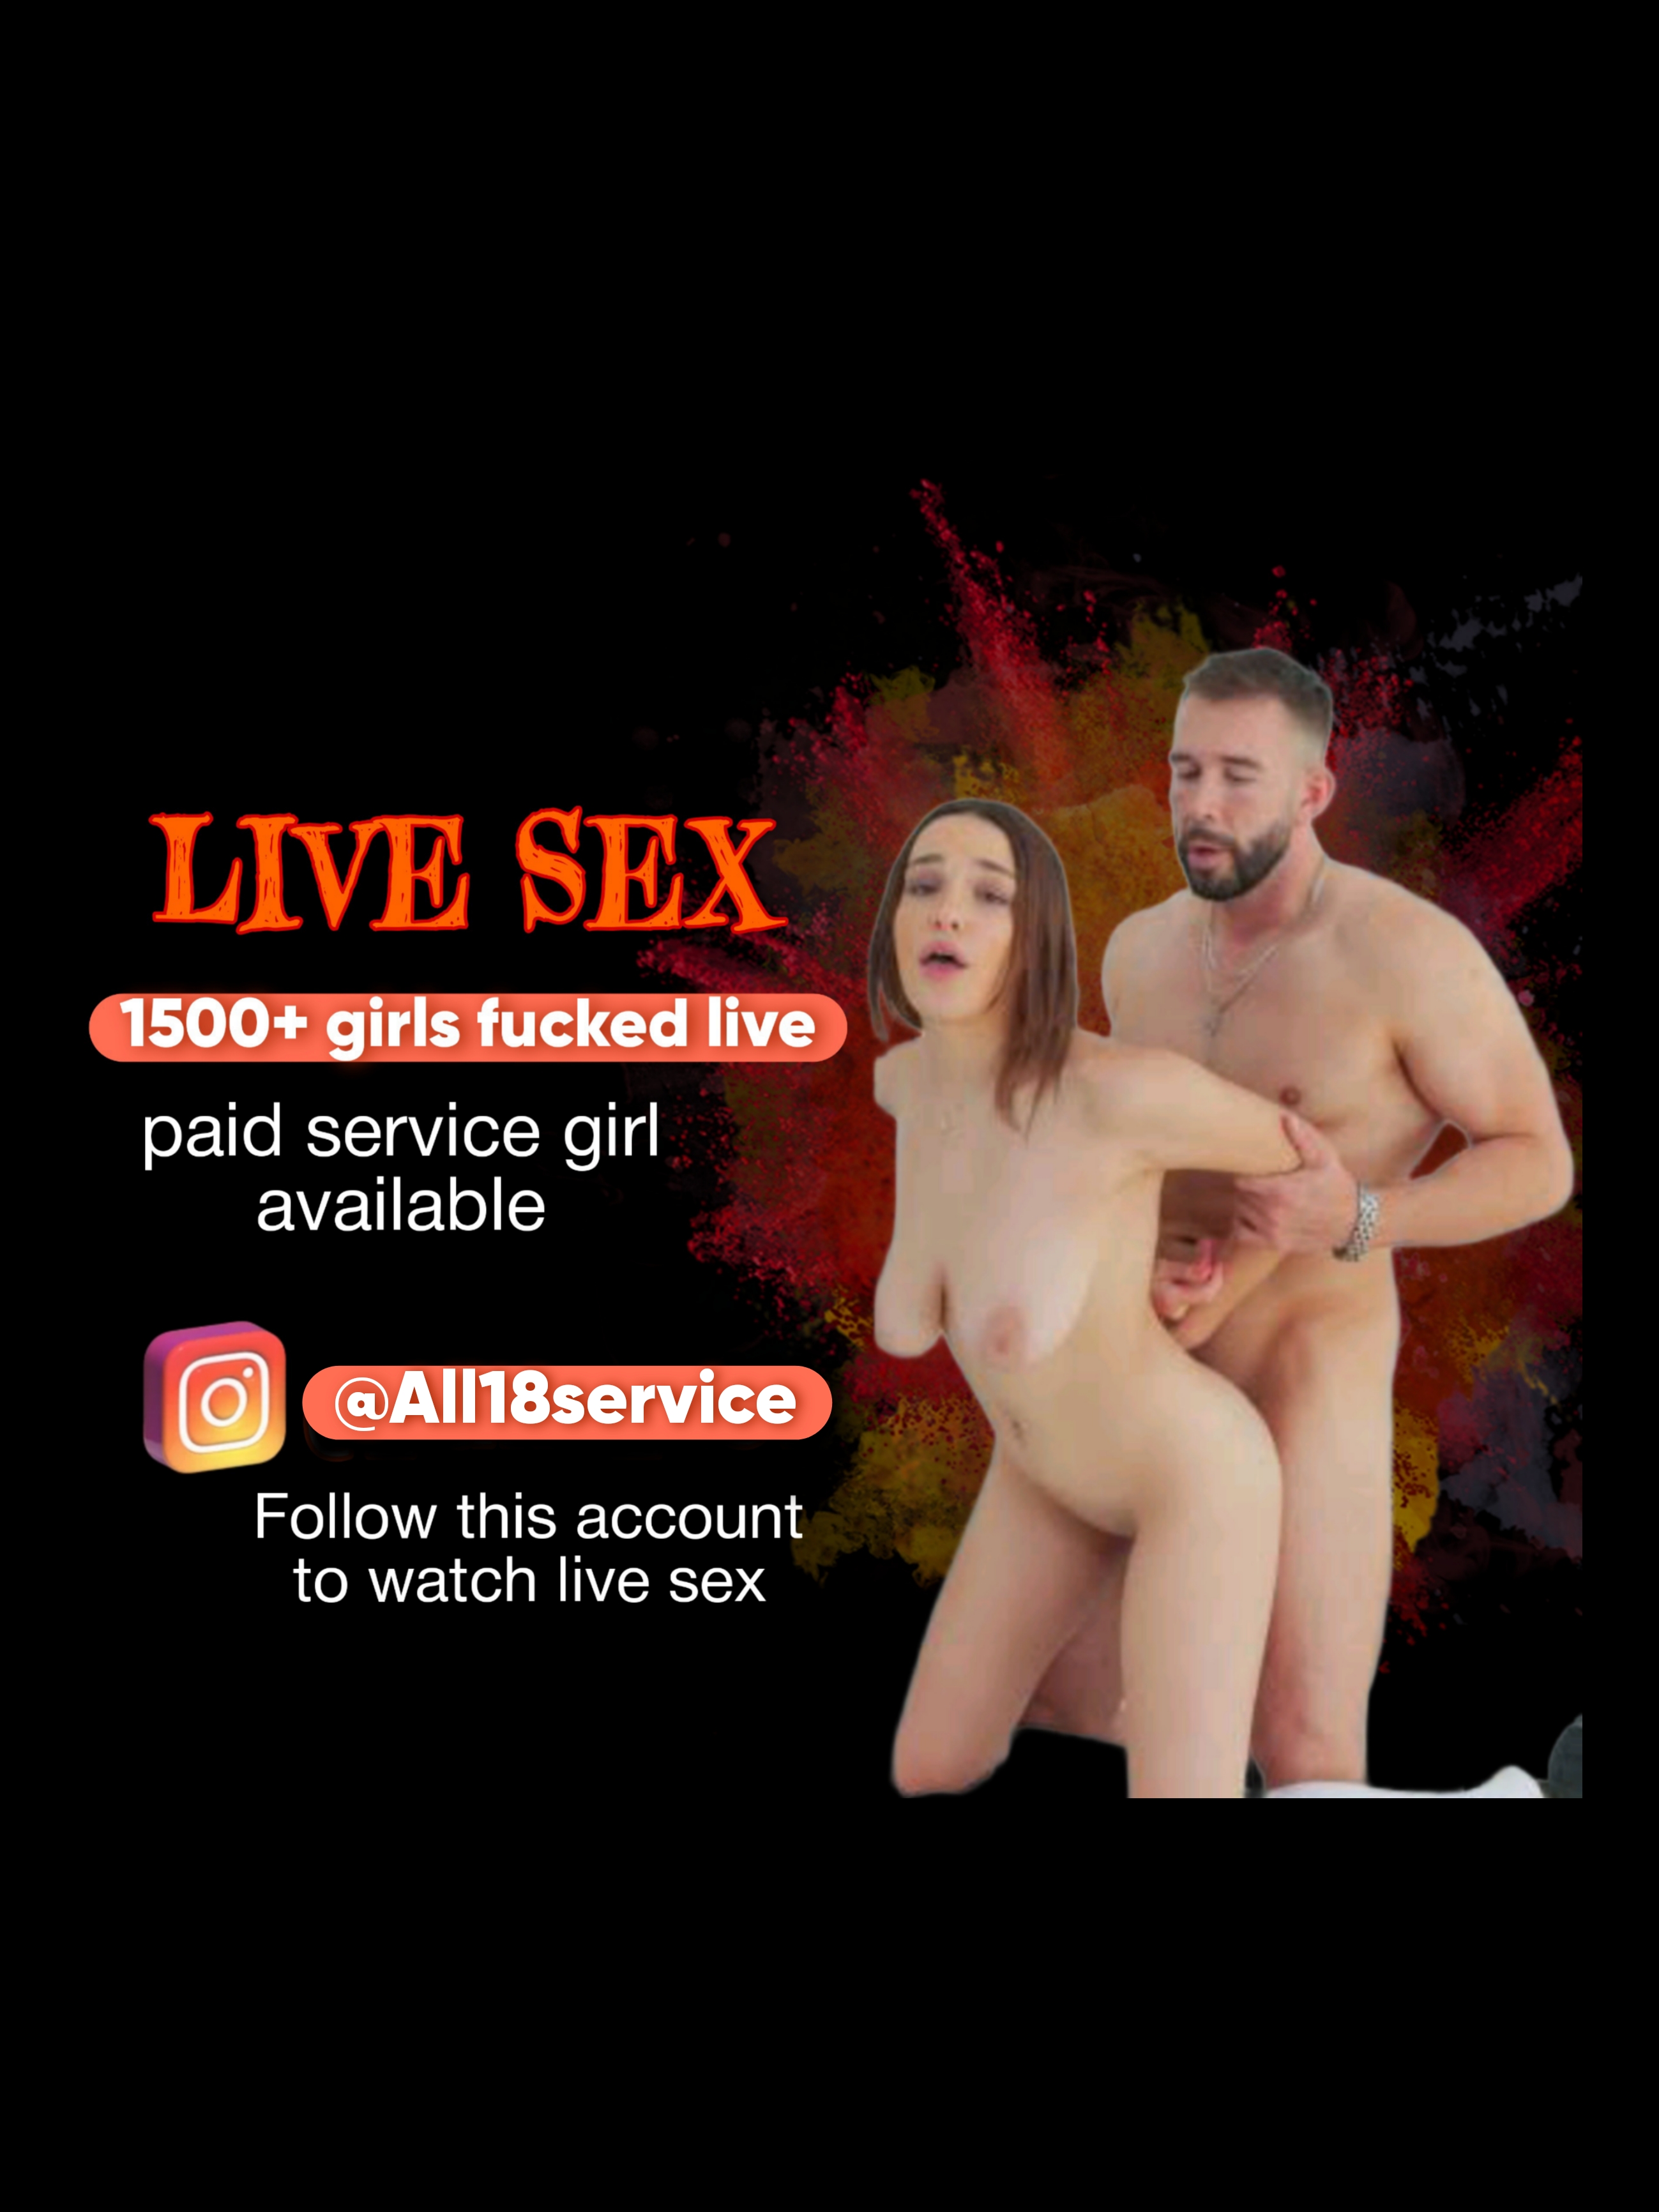 LIVE SEX
1500+ girls fucked live
paid service girl
available
@All18service
Follow this account
to watch live sex